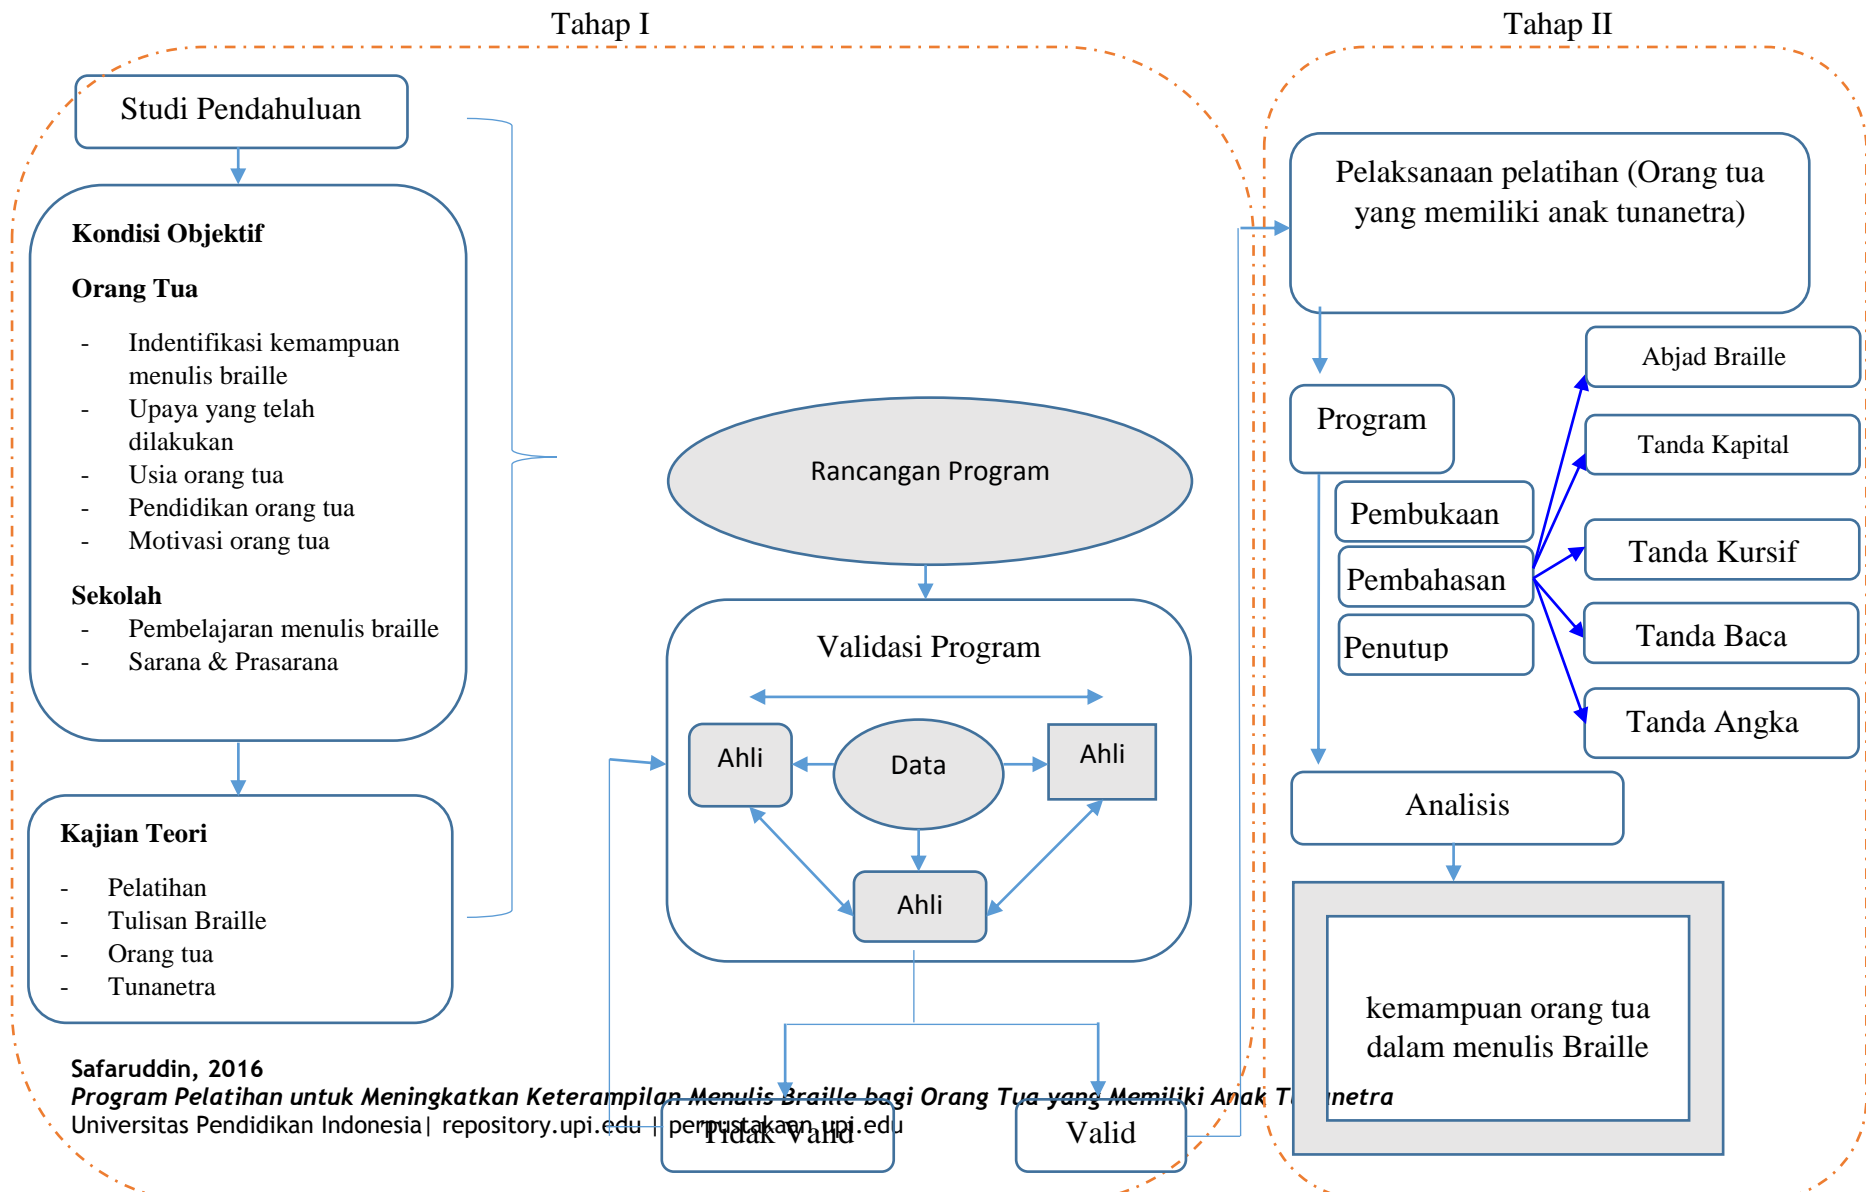 Tahap I
Tahap II
Studi Pendahuluan
Kondisi Objektif
Orang Tua
- Indentifikasi kemampuan
menulis braille
- Upaya yang telah
dilakukan
- Usia orang tua
- Pendidikan orang tua
- Motivasi orang tua
Sekolah
- Pembelajaran menulis braille
- Sarana & Prasarana
Kajian Teori
- Pelatihan
- Tulisan Braille
- Orang tua
- Tunanetra
Rancangan Program
Validasi Program
Ahli
Data
Ahli
Ahli
Tidak Valid
Valid
Pelaksanaan pelatihan (Orang tua
yang memiliki anak tunanetra)
Program
Pembukaan
Pembahasan
Penutup
Abjad Braille
Tanda Kapital
Tanda Kursif
Tanda Baca
Tanda Angka
Analisis
kemampuan orang tua
dalam menulis Braille
Safaruddin, 2016
Program Pelatihan untuk Meningkatkan Keterampilan Menulis Braille bagi Orang Tua yang Memiliki Anak Tunanetra
Universitas Pendidikan Indonesia| repository.upi.edu | perpustakaan.upi.edu